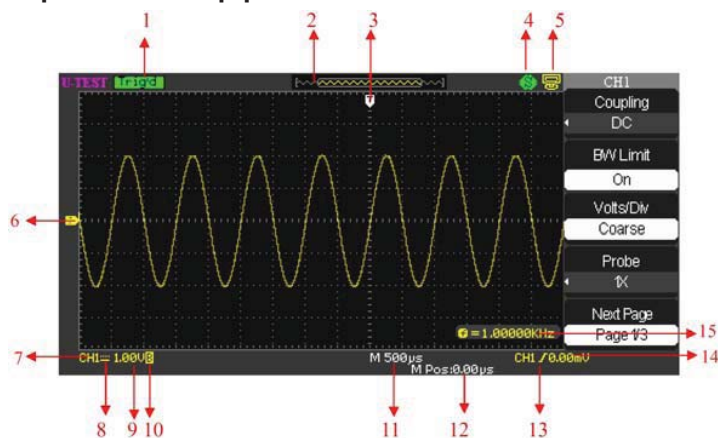 1 2 3 4 5
U-TEST Trig'd CH1
Coupling
DC
BW Limit
On
Volts/Div
Coarse
Probe
1X
Next Page
Page 1/3
6
= 1.00000KHz 15
7 CH1 1.00V B M 500µs CH1 0.00mV 14
M Pos:0.00µs
8 9 10 11 12 13